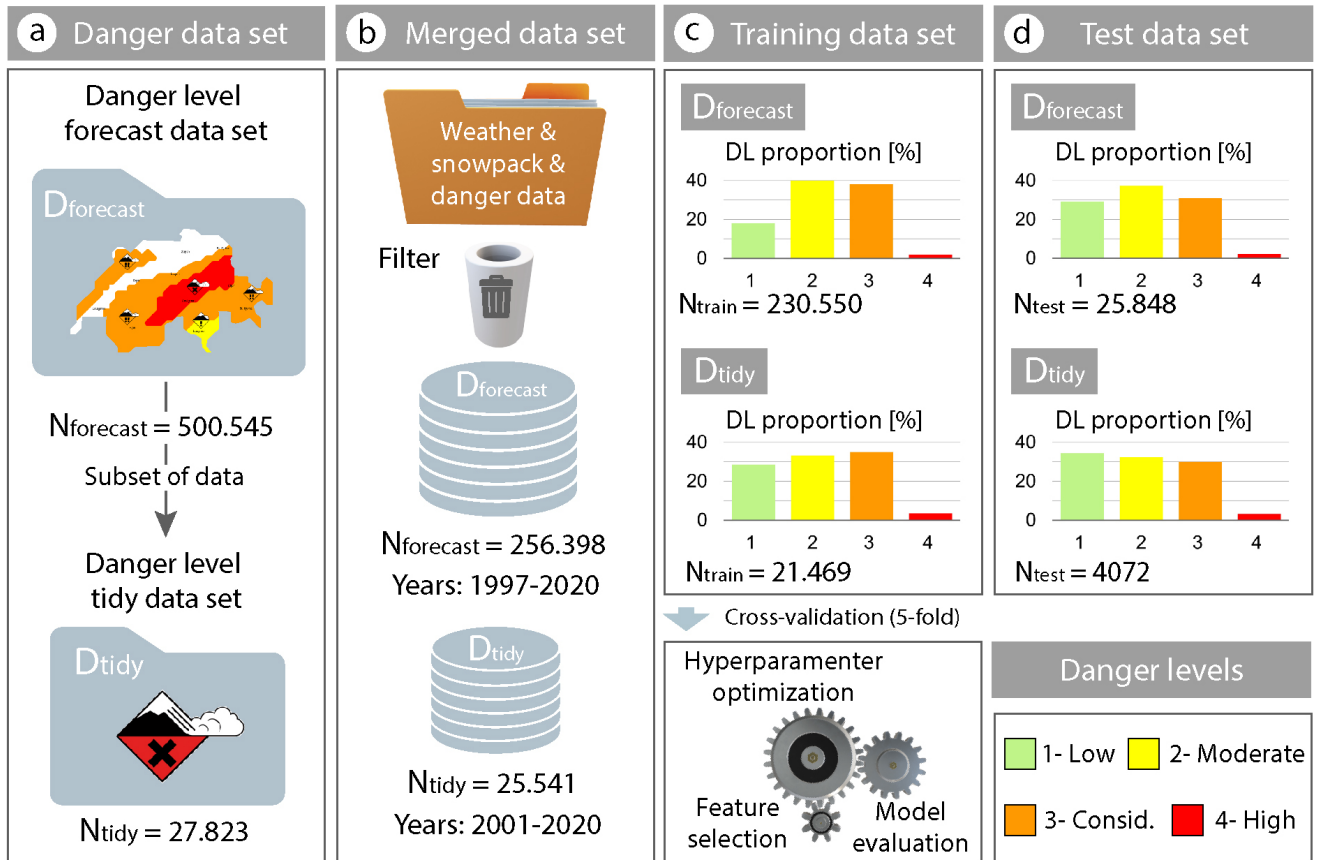 a Danger data set
Danger level
forecast data set
Dforecast
Nforecast = 500.545
Subset of data
Danger level
tidy data set
Dtidy
Ntidy = 27.823
b Merged data set
Weather &
snowpack &
danger data
Filter
Dforecast
Nforecast = 256.398
Years: 1997-2020
Dtidy
Ntidy = 25.541
Years: 2001-2020
c Training data set
Dforecast
DL proportion [%]
40
20
0
1 2 3 4
Ntrain = 230.550
Dtidy
DL proportion [%]
40
20
0
1 2 3 4
Ntrain = 21.469
Cross-validation (5-fold)
Hyperparamenter
optimization
Feature
selection
Model
evaluation
d Test data set
Dforecast
DL proportion [%]
40
20
0
1 2 3 4
Ntest = 25.848
Dtidy
DL proportion [%]
40
20
0
1 2 3 4
Ntest = 4072
Danger levels
1- Low
2- Moderate
3- Consid.
4- High